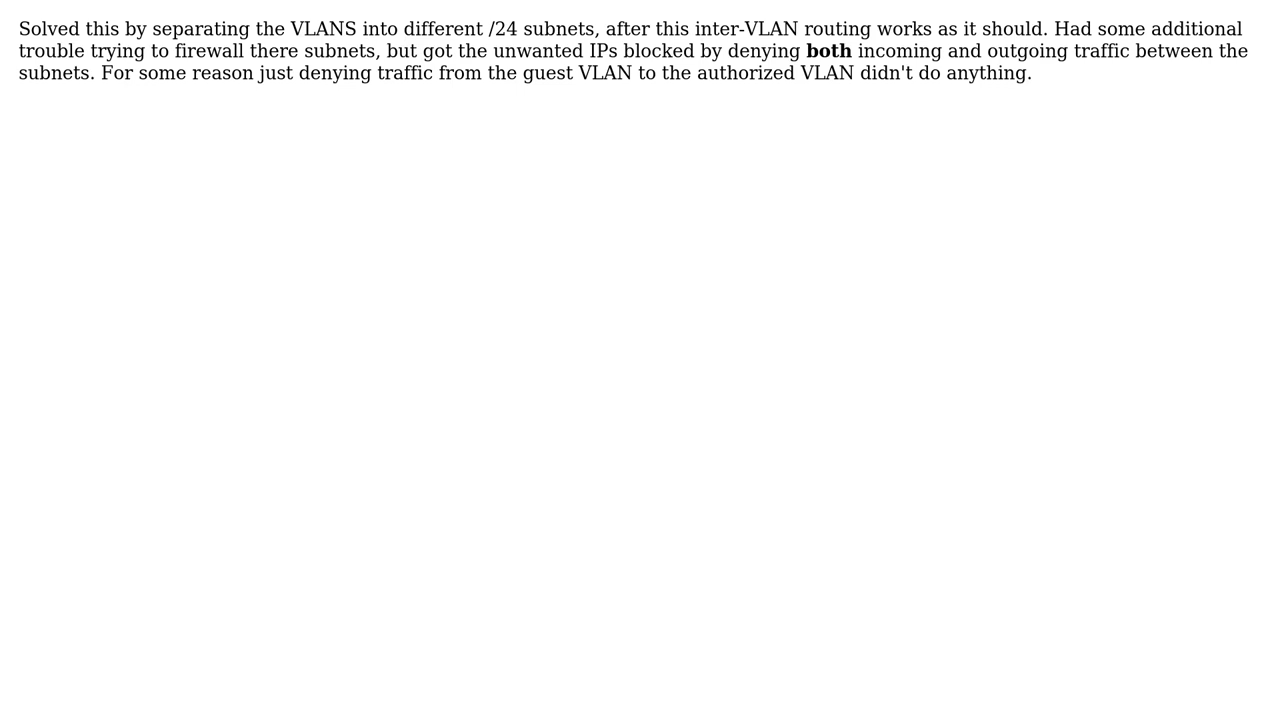 Solved this by separating the VLANS into different /24 subnets, after this inter-VLAN routing works as it should. Had some additional
trouble trying to firewall there subnets, but got the unwanted IPs blocked by denying both incoming and outgoing traffic between the
subnets. For some reason just denying traffic from the guest VLAN to the authorized VLAN didn't do anything.